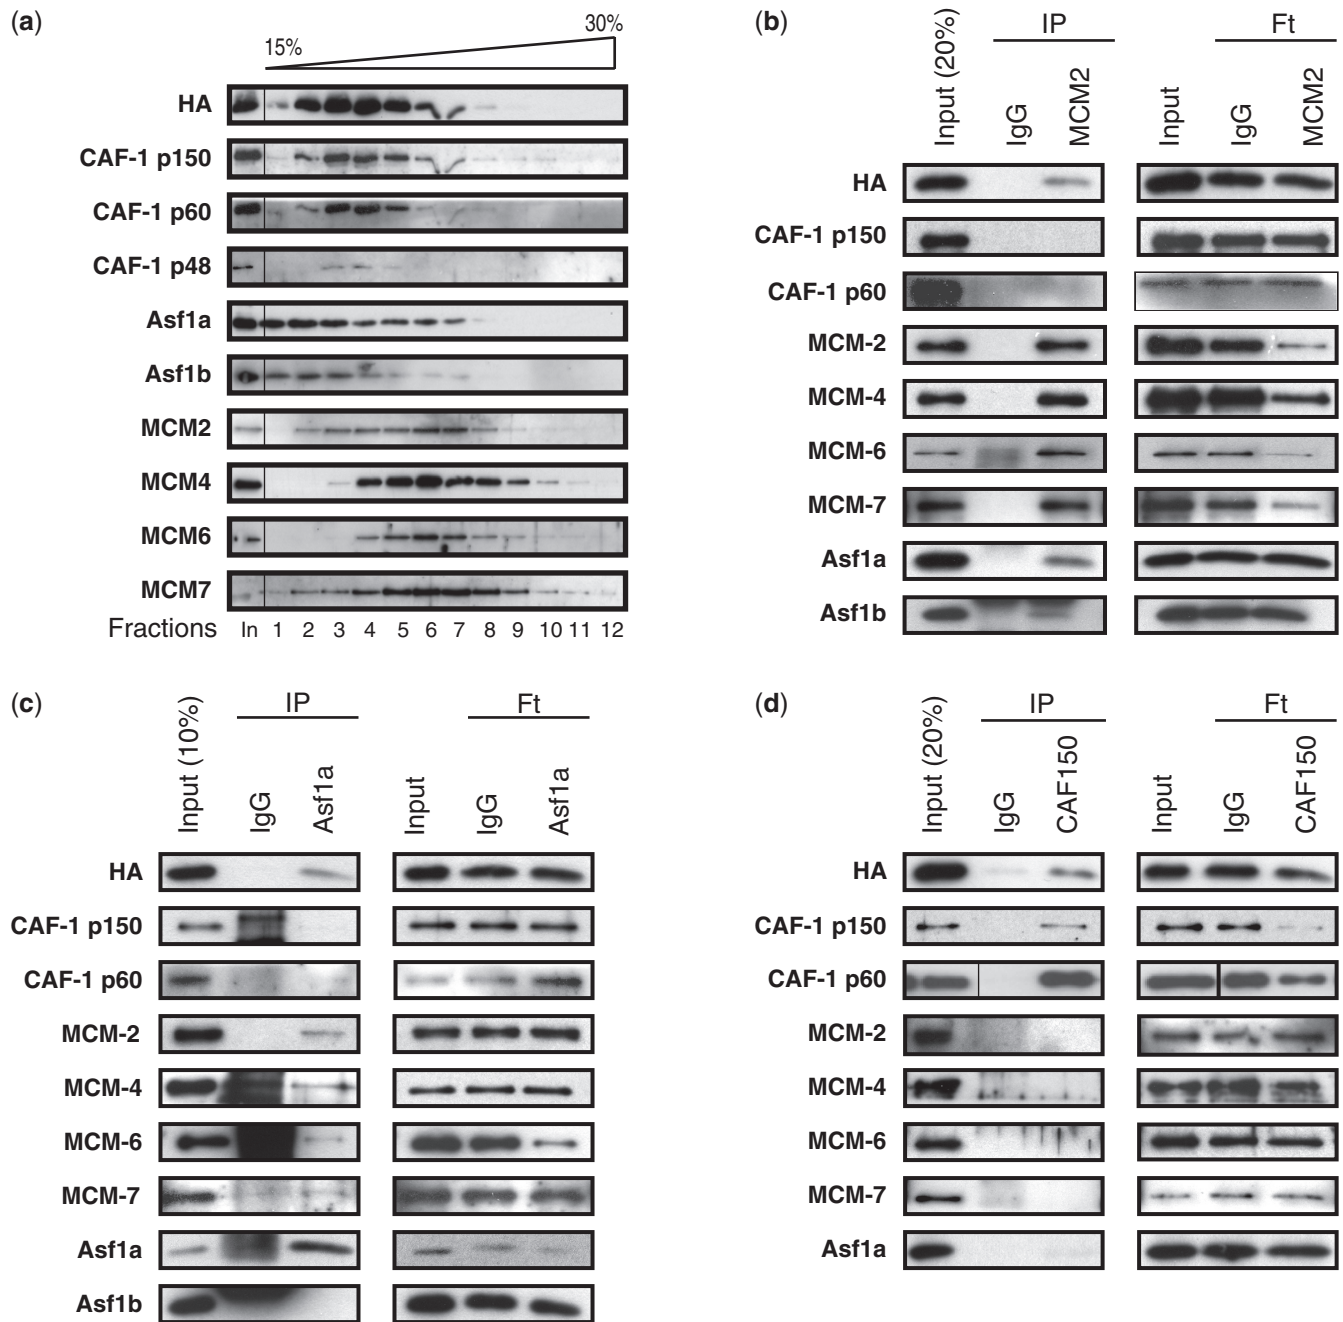 (a)
15%
30%
HA
CAF-1 p150
CAF-1 p60
CAF-1 p48
Asf1a
Asf1b
MCM2
MCM4
MCM6
MCM7
Fractions In 1 2 3 4 5 6 7 8 9 10 11 12
(b)
IP Ft
Input (20%) IgG MCM2 Input IgG MCM2
HA
CAF-1 p150
CAF-1 p60
MCM-2
MCM-4
MCM-6
MCM-7
Asf1a
Asf1b
(c)
IP Ft
Input (10%) IgG Asf1a Input IgG Asf1a
HA
CAF-1 p150
CAF-1 p60
MCM-2
MCM-4
MCM-6
MCM-7
Asf1a
Asf1b
(d)
IP Ft
Input (20%) IgG CAF150 Input IgG CAF150
HA
CAF-1 p150
CAF-1 p60
MCM-2
MCM-4
MCM-6
MCM-7
Asf1a